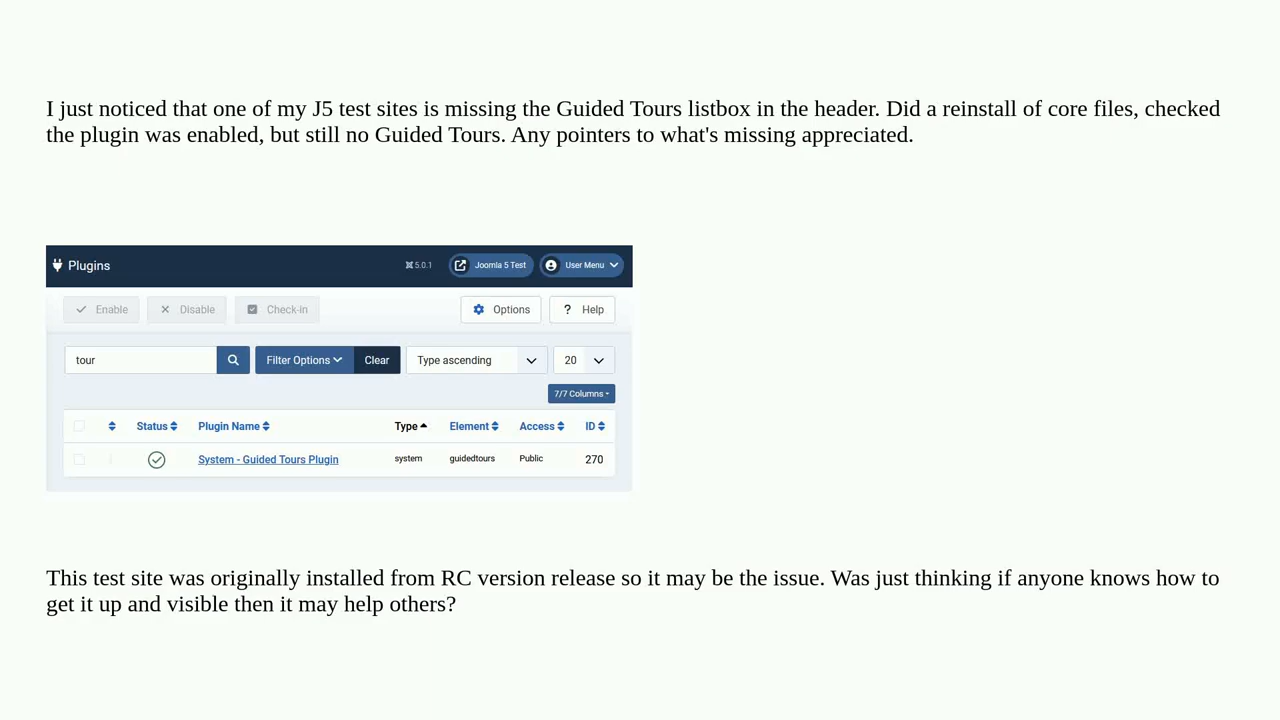 I just noticed that one of my J5 test sites is missing the Guided Tours listbox in the header. Did a reinstall of core files, checked
the plugin was enabled, but still no Guided Tours. Any pointers to what's missing appreciated.
Plugins 5.0.1 Joomla 5 Test User Menu
Enable Disable Check-in Options ? Help
tour Filter Options Clear Type ascending 20
7/7 Columns
Status Plugin Name Type Element Access ID
System - Guided Tours Plugin system guidedtours Public 270
This test site was originally installed from RC version release so it may be the issue. Was just thinking if anyone knows how to
get it up and visible then it may help others?